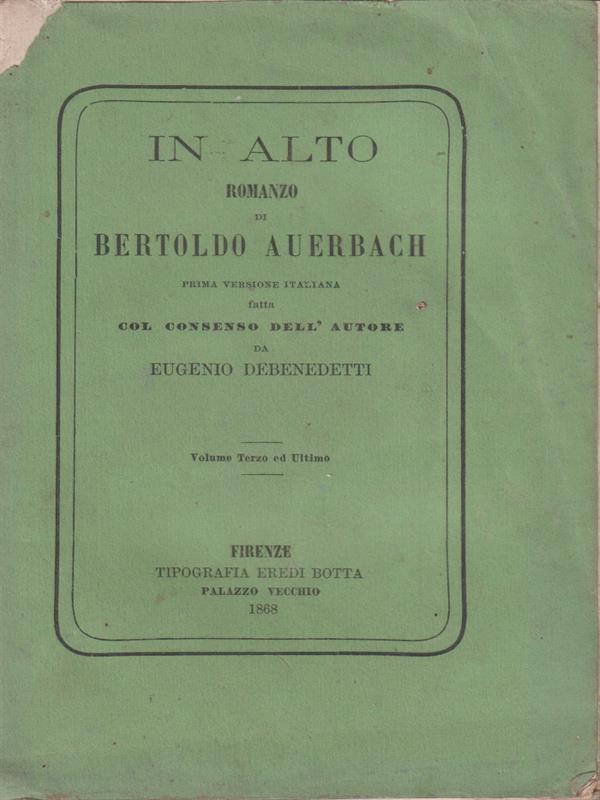 IN ALTO
ROMANZO
DI
BERTOLDO AUERBACH
PRIMA VERSIONE ITALIANA
fatta
COL CONSENSO DELL' AUTORE
DA
EUGENIO DEBENEDETTI
Volume Terzo ed Ultimo
FIRENZE
TIPOGRAFIA EREDI BOTTA
PALAZZO VECCHIO
1868